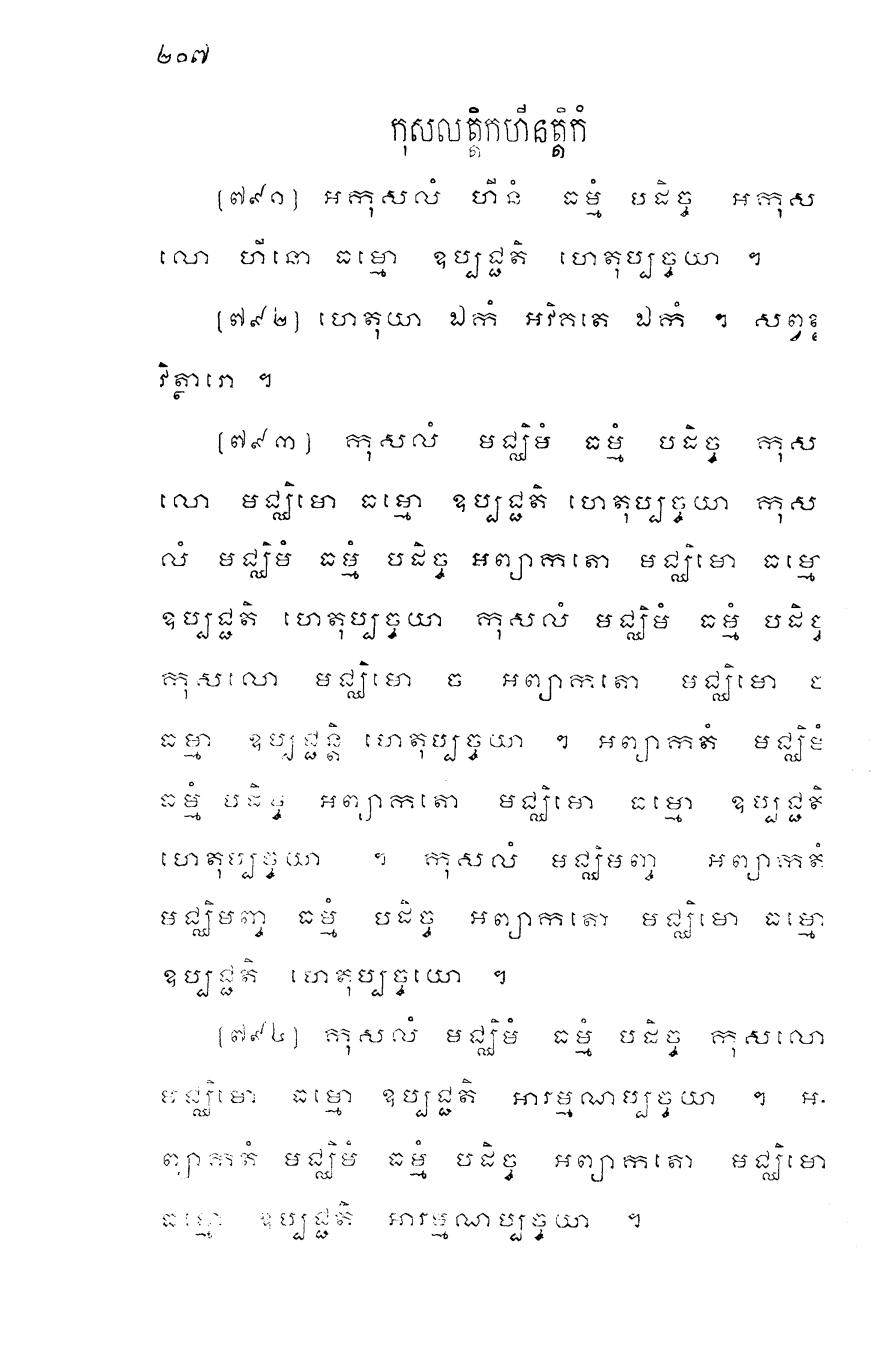 ២០៧
កុសលត្តិកហីនត្តិកំ
[៧៩១] អកុសលំ ហីនំ ធម្មំ បដិច្ច អកុស
លោ ហីនោ ធម្មោ ឧប្បជ្ជតិ ហេតុប្បច្ចយា ។
[៧៩២] ហេតុយា ឯកំ អវិគតេ ឯកំ ។ សព្វត្ថ
វិត្ថារោ ។
[៧៩៣] កុសលំ មជ្ឈិមំ ធម្មំ បដិច្ច កុស
លោ មជ្ឈិមោ ធម្មោ ឧប្បជ្ជតិ ហេតុប្បច្ចយា កុស
លំ មជ្ឈិមំ ធម្មំ បដិច្ច អព្យាកតោ មជ្ឈិមោ ធម្មោ
ឧប្បជ្ជតិ ហេតុប្បច្ចយា កុសលំ មជ្ឈិមំ ធម្មំ បដិច្ច
កុសលោ មជ្ឈិមោ ច អព្យាកតោ មជ្ឈិមោ ច
ធម្មា ឧប្បជ្ជន្តិ ហេតុប្បច្ចយា ។ អព្យាកតំ មជ្ឈិមំ
ធម្មំ បដិច្ច អព្យាកតោ មជ្ឈិមោ ធម្មោ ឧប្បជ្ជតិ
ហេតុប្បច្ចយា ។ កុសលំ មជ្ឈិមញ្ច អព្យាកតំ
មជ្ឈិមញ្ច ធម្មំ បដិច្ច អព្យាកតោ មជ្ឈិមោ ធម្មោ
ឧប្បជ្ជតិ ហេតុប្បច្ចយោ ។
[៧៩៤] កុសលំ មជ្ឈិមំ ធម្មំ បដិច្ច កុសលោ
មជ្ឈិមោ ធម្មោ ឧប្បជ្ជតិ អារម្មណប្បច្ចយា ។ អ-
ព្យាកតំ មជ្ឈិមំ ធម្មំ បដិច្ច អព្យាកតោ មជ្ឈិមោ
ធម្មោ ឧប្បជ្ជតិ អារម្មណប្បច្ចយា ។